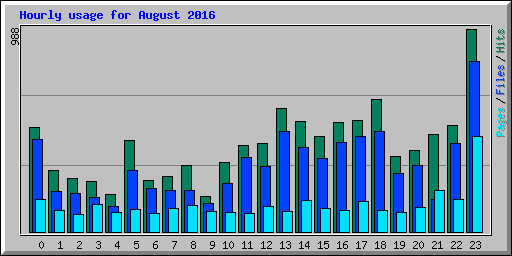 Hourly usage for August 2016
988
Pages/Files/Hits
0 1 2 3 4 5 6 7 8 9 10 11 12 13 14 15 16 17 18 19 20 21 22 23